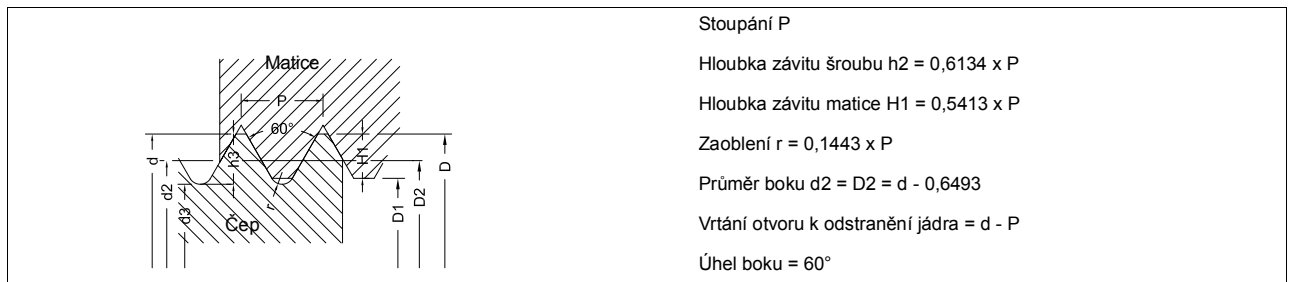 Matice
P
60°
d
d2
d3
h3
r
H1
D1
D2
D
Čep
Stoupání P
Hloubka závitu šroubu h2 = 0,6134 x P
Hloubka závitu matice H1 = 0,5413 x P
Zaoblení r = 0,1443 x P
Průměr boku d2 = D2 = d - 0,6493
Vrtání otvoru k odstranění jádra = d - P
Úhel boku = 60°